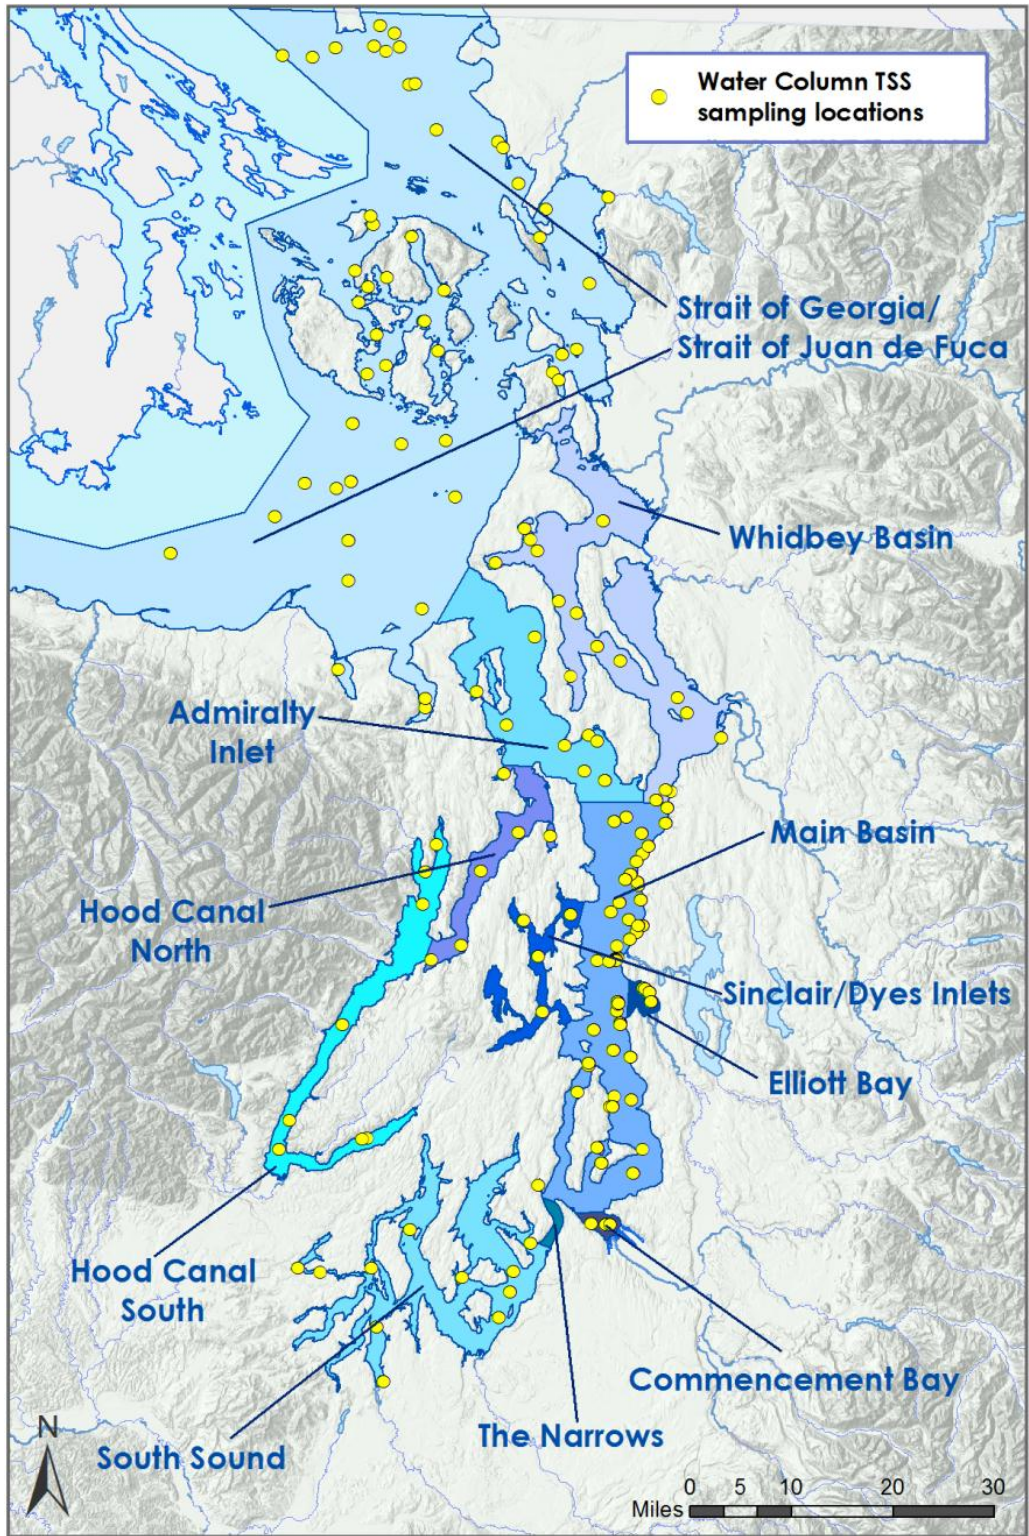 Water Column TSS
sampling locations
Strait of Georgia/
Strait of Juan de Fuca
Whidbey Basin
Admiralty
Inlet
Main Basin
Hood Canal
North
Sinclair/Dyes Inlets
Elliott Bay
Hood Canal
South
Commencement Bay
The Narrows
South Sound
N
0 5 10 20 30
Miles